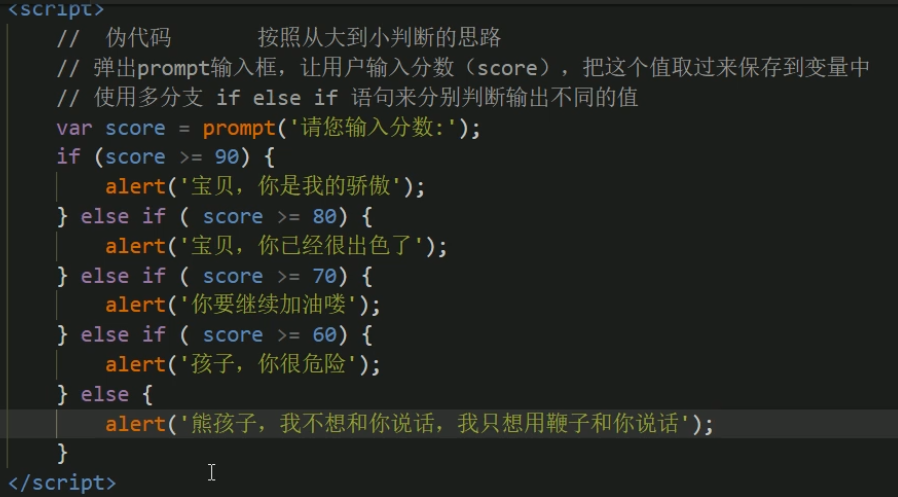 <script>
// 伪代码 按照从大到小判断的思路
// 弹出prompt输入框，让用户输入分数（score），把这个值取过来保存到变量中
// 使用多分支 if else if 语句来分别判断输出不同的值
var score = prompt('请您输入分数:');
if (score >= 90) {
alert('宝贝，你是我的骄傲');
} else if ( score >= 80) {
alert('宝贝，你已经很出色了');
} else if ( score >= 70) {
alert('你要继续加油喽');
} else if ( score >= 60) {
alert('孩子，你很危险');
} else {
alert('熊孩子，我不想和你说话，我只想用鞭子和你说话');
}
</script>